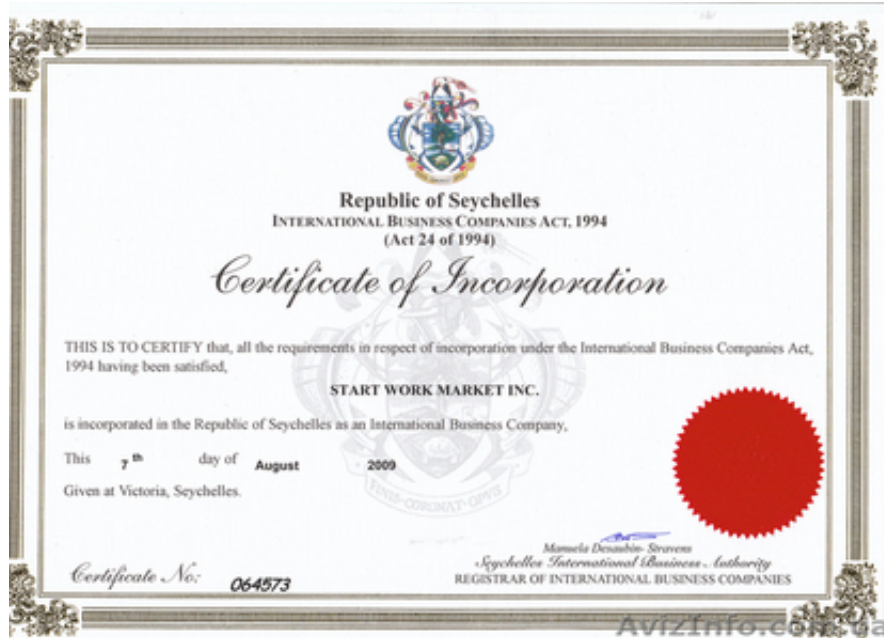 Republic of Seychelles
INTERNATIONAL BUSINESS COMPANIES ACT, 1994
(Act 24 of 1994)
Certificate of Incorporation
THIS IS TO CERTIFY that, all the requirements in respect of incorporation under the International Business Companies Act,
1994 having been satisfied,
START WORK MARKET INC.
is incorporated in the Republic of Seychelles as an International Business Company,
This 7th day of August 2009
Given at Victoria, Seychelles.
FINIS·CORONAT·OPVS
Manuela Desaubin- Stravens
Seychelles International Business Authority
REGISTRAR OF INTERNATIONAL BUSINESS COMPANIES
Certificate No: 064573